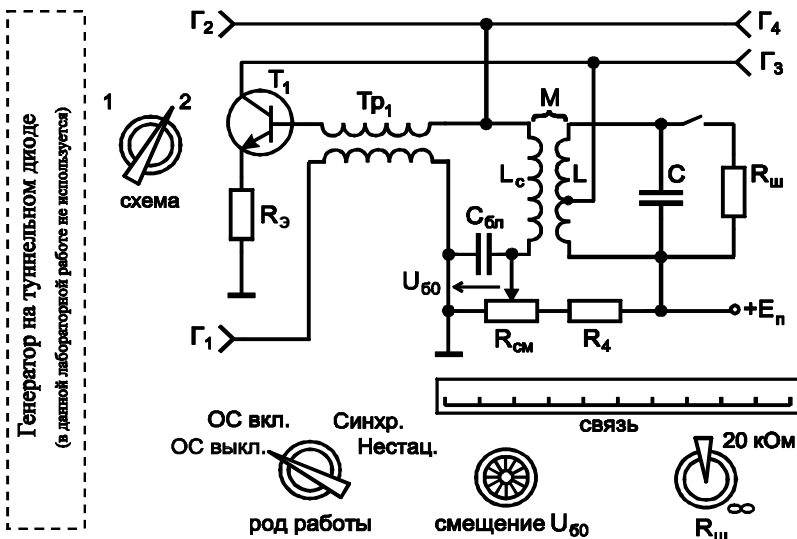 Генератор на туннельном диоде
(в данной лабораторной работе не используется)
Г₂
Г₄
Г₃
T₁
Тр₁
М
1
2
схема
Lс
L
C
Rш
Rэ
Cбл
Uб0
Г₁
Rсм
R₄
+Eп
связь
ОС вкл.
Синхр.
ОС выкл.
Нестац.
20 кОм
∞
род работы
смещение Uб0
Rш